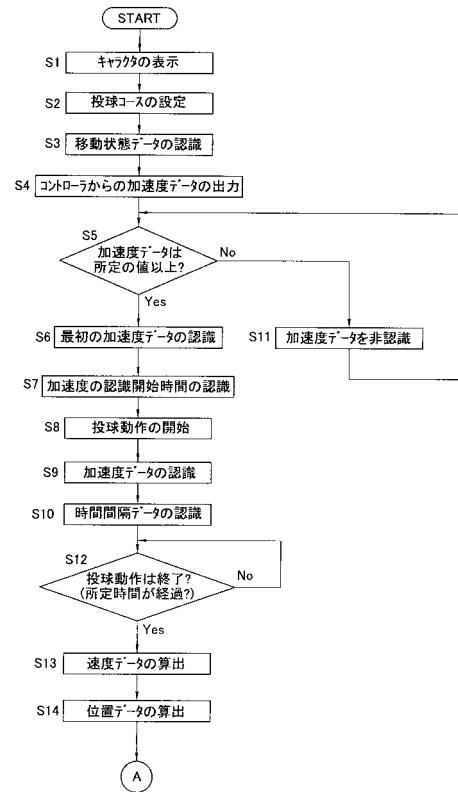 START
S1 キャラクタの表示
S2 投球コースの設定
S3 移動状態データの認識
S4 コントローラからの加速度データの出力
S5
加速度データは
所定の値以上?
No
Yes
S6 最初の加速度データの認識
S11 加速度データを非認識
S7 加速度の認識開始時間の認識
S8 投球動作の開始
S9 加速度データの認識
S10 時間間隔データの認識
S12
投球動作は終了?
(所定時間が経過?)
No
Yes
S13 速度データの算出
S14 位置データの算出
A